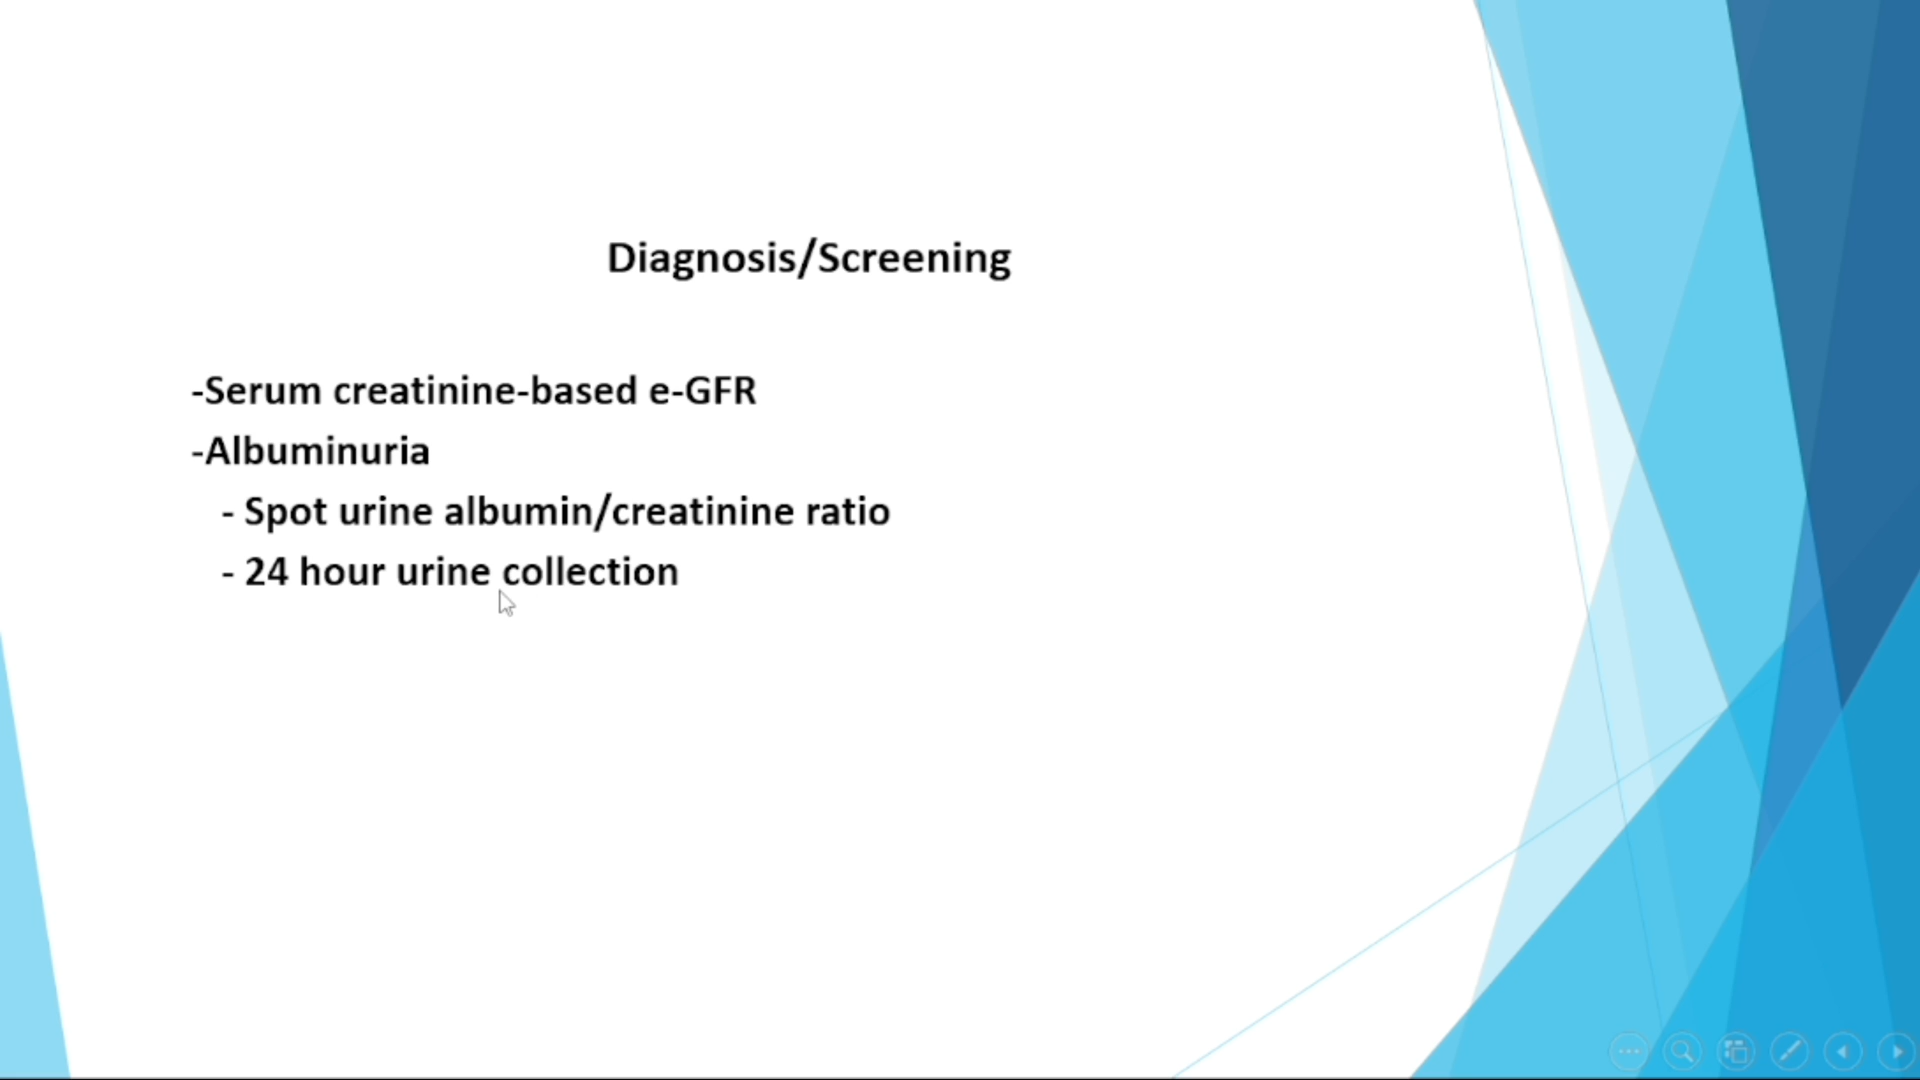 Diagnosis/Screening
-Serum creatinine-based e-GFR
-Albuminuria
- Spot urine albumin/creatinine ratio
- 24 hour urine collection